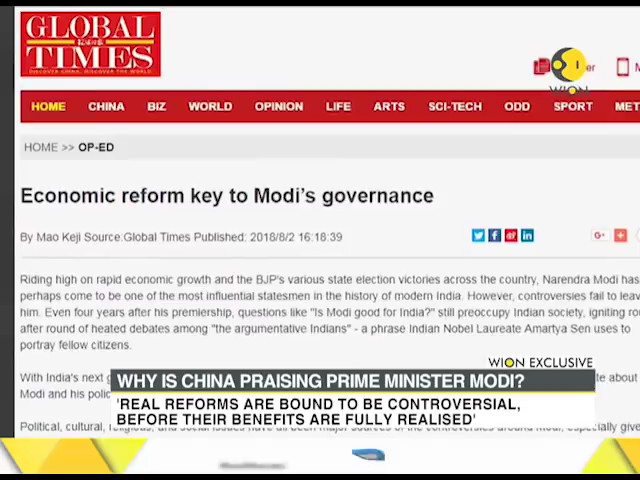 GLOBAL
TIMES
DISCOVER CHINA, DISCOVER THE WORLD
WION
HOME CHINA BIZ WORLD OPINION LIFE ARTS SCI-TECH ODD SPORT MET
HOME >> OP-ED
Economic reform key to Modi's governance
By Mao Keji Source:Global Times Published: 2018/8/2 16:18:39
Riding high on rapid economic growth and the BJP's various state election victories across the country, Narendra Modi has
perhaps come to be one of the most influential statesmen in the history of modern India. However, controversies fail to leave
him. Even four years after his premiership, questions like "Is Modi good for India?" still preoccupy Indian society, igniting rou
after round of heated debates among "the argumentative Indians" - a phrase Indian Nobel Laureate Amartya Sen uses to
portray fellow citizens.
With India's next g
te about
Modi and his polic
WION EXCLUSIVE
WHY IS CHINA PRAISING PRIME MINISTER MODI?
'REAL REFORMS ARE BOUND TO BE CONTROVERSIAL,
BEFORE THEIR BENEFITS ARE FULLY REALISED'
Political, cultural,